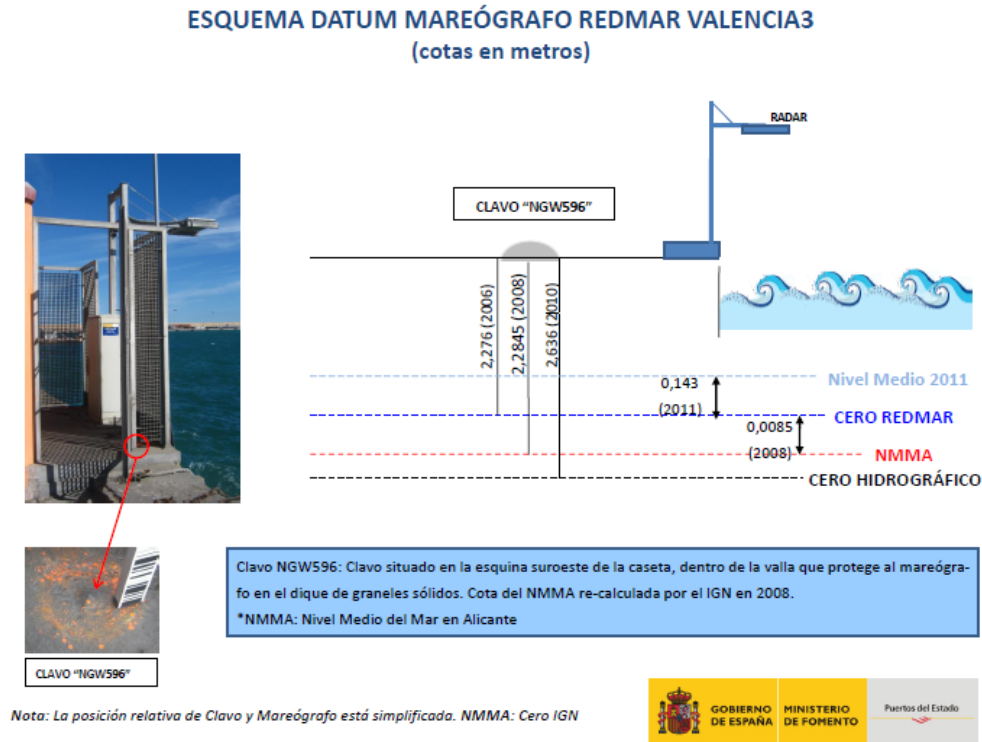 ESQUEMA DATUM MAREÓGRAFO REDMAR VALENCIA3
(cotas en metros)
RADAR
CLAVO “NGW596”
2,276 (2006)
2,2845 (2008)
2,636 (2010)
Nivel Medio 2011
0,143
(2011)
CERO REDMAR
0,0085
(2008)
NMMA
CERO HIDROGRÁFICO
Clavo NGW596: Clavo situado en la esquina suroeste de la caseta, dentro de la valla que protege al mareógra-
fo en el dique de graneles sólidos. Cota del NMMA re-calculada por el IGN en 2008.
*NMMA: Nivel Medio del Mar en Alicante
CLAVO “NGW596”
Nota: La posición relativa de Clavo y Mareógrafo está simplificada. NMMA: Cero IGN
GOBIERNO
DE ESPAÑA
MINISTERIO
DE FOMENTO
Puertos del Estado